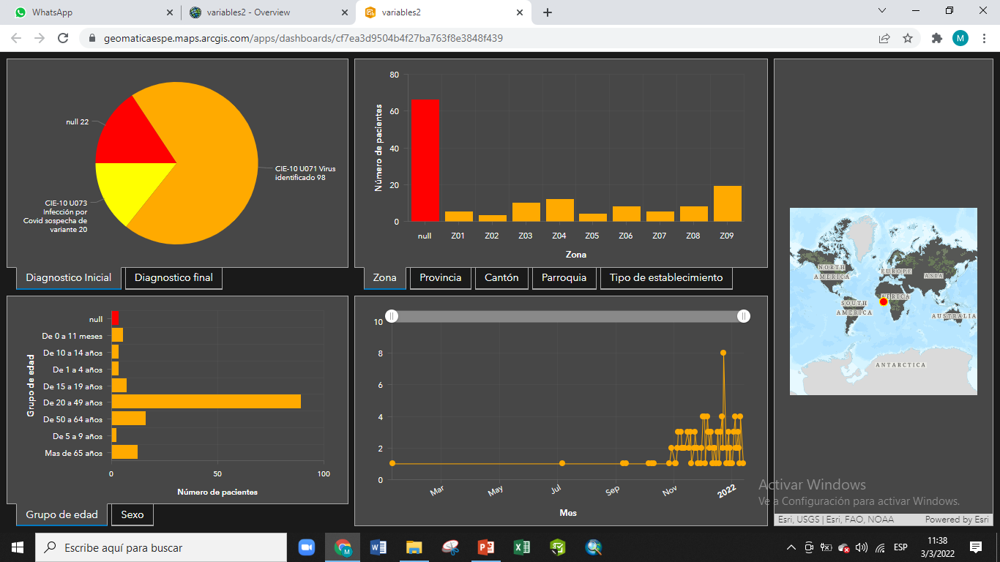 WhatsApp
variables2 - Overview
variables2
geomaticaespe.maps.arcgis.com/apps/dashboards/cf7ea3d9504b4f27ba763f8e3848f439
M
null 22
CIE-10 U071 Virus
identificado 98
CIE-10 U073
Infección por
Covid sospecha de
variante 20
Diagnostico Inicial
Diagnostico final
Número de pacientes
80
60
40
20
0
null Z01 Z02 Z03 Z04 Z05 Z06 Z07 Z08 Z09
Zona
Zona
Provincia
Cantón
Parroquia
Tipo de establecimiento
Grupo de edad
null
De 0 a 11 meses
De 10 a 14 años
De 1 a 4 años
De 15 a 19 años
De 20 a 49 años
De 50 a 64 años
De 5 a 9 años
Mas de 65 años
0 50 100
Número de pacientes
Grupo de edad
Sexo
10
8
6
4
2
0
Mar May Jul Sep Nov 2022
Mes
NORTH
AMERICA
EUROPE
ASIA
AFRICA
SOUTH
AMERICA
AUSTRALIA
ANTARCTICA
Activar Windows
Ve a Configuración para activar Windows.
Esri, USGS | Esri, FAO, NOAA
Powered by Esri
Escribe aquí para buscar
M
ESP
11:38
3/3/2022